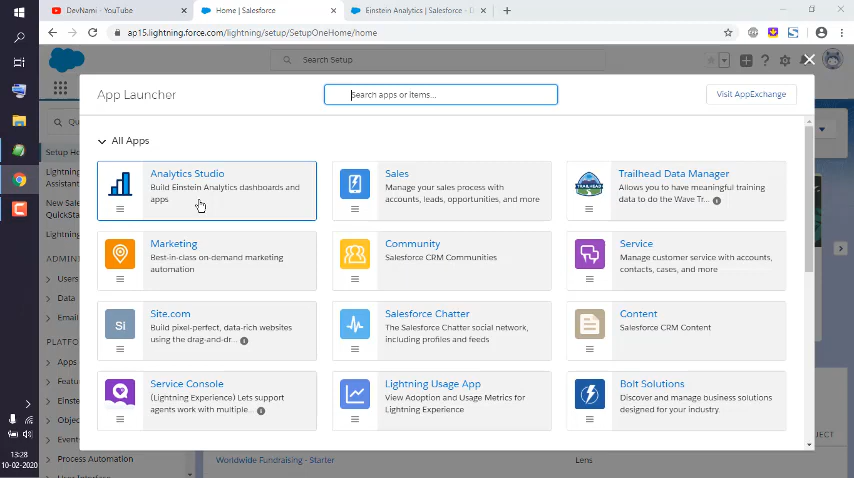 DevNami - YouTube
Home | Salesforce
Einstein Analytics | Salesforce - D
ap15.lightning.force.com/lightning/setup/SetupOneHome/home
Search Setup
App Launcher
Search apps or items...
Visit AppExchange
All Apps
Analytics Studio
Build Einstein Analytics dashboards and
apps
Sales
Manage your sales process with
accounts, leads, opportunities, and more
Trailhead Data Manager
Allows you to have meaningful training
data to do the Wave Tr...
Marketing
Best-in-class on-demand marketing
automation
Community
Salesforce CRM Communities
Service
Manage customer service with accounts,
contacts, cases, and more
Si
Site.com
Build pixel-perfect, data-rich websites
using the drag-and-dr...
Salesforce Chatter
The Salesforce Chatter social network,
including profiles and feeds
Content
Salesforce CRM Content
Service Console
(Lightning Experience) Lets support
agents work with multiple...
Lightning Usage App
View Adoption and Usage Metrics for
Lightning Experience
Bolt Solutions
Discover and manage business solutions
designed for your industry.
Qu
Setup Ho
Lightning
Assistant
New Sales
QuickSta
Lightning
ADMINI
Users
Data
Email
PLATFO
Apps
Featu
Einste
Objec
Events
Process Automation
User Interface
Worldwide Fundraising - Starter
Lens
JECT
13:28
10-02-2020